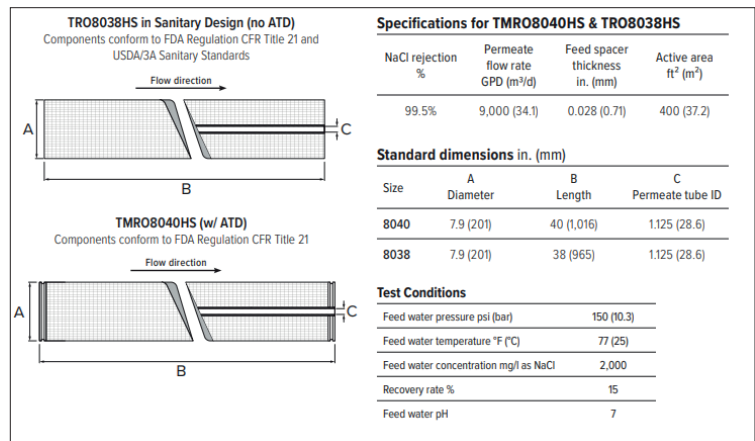 TRO8038HS in Sanitary Design (no ATD)
Components conform to FDA Regulation CFR Title 21 and
USDA/3A Sanitary Standards
Flow direction
A
C
B
TMRO8040HS (w/ ATD)
Components conform to FDA Regulation CFR Title 21
Flow direction
A
C
B
Specifications for TMRO8040HS & TRO8038HS
NaCl rejection
%
Permeate
flow rate
GPD (m³/d)
Feed spacer
thickness
in. (mm)
Active area
ft² (m²)
99.5% 9,000 (34.1) 0.028 (0.71) 400 (37.2)
Standard dimensions in. (mm)
Size
A
Diameter
B
Length
C
Permeate tube ID
8040 7.9 (201) 40 (1,016) 1.125 (28.6)
8038 7.9 (201) 38 (965) 1.125 (28.6)
Test Conditions
Feed water pressure psi (bar) 150 (10.3)
Feed water temperature °F (°C) 77 (25)
Feed water concentration mg/l as NaCl 2,000
Recovery rate % 15
Feed water pH 7